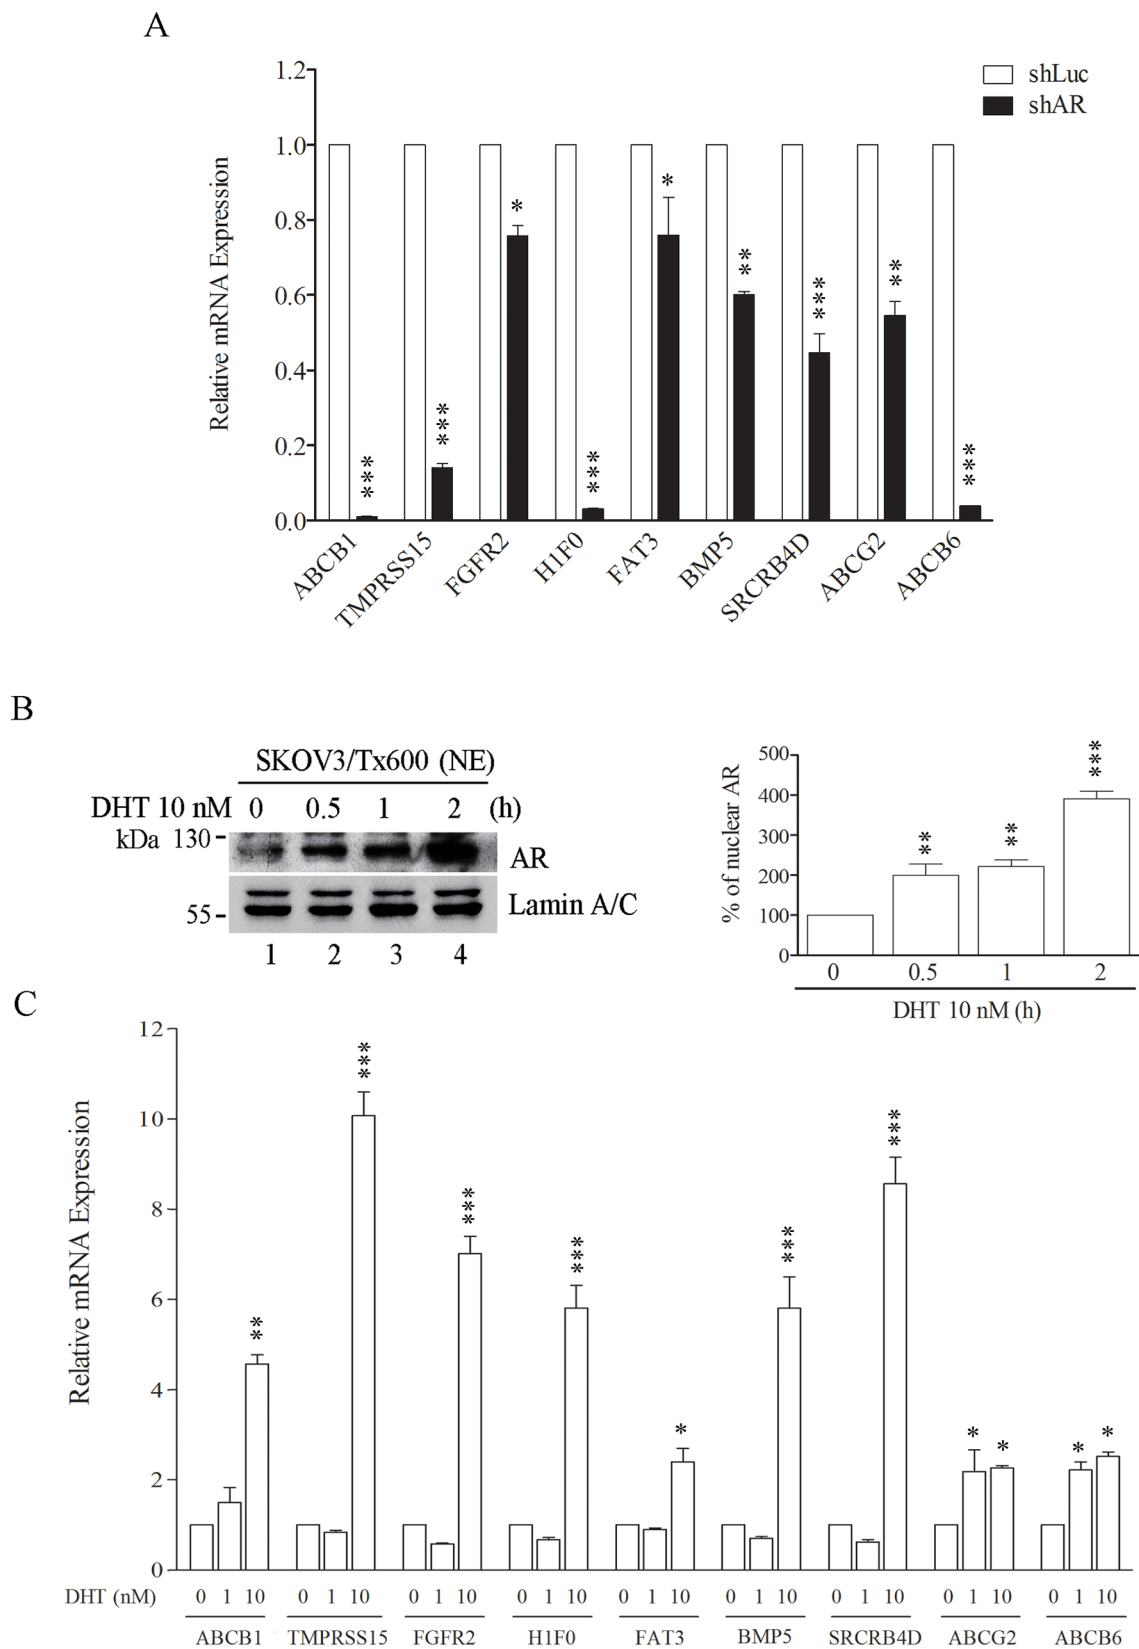 A
shLuc
shAR
Relative mRNA Expression
1.2
1.0
0.8
0.6
0.4
0.2
0.0
***
***
*
***
*
**
***
**
***
ABCB1
TMPRSS15
FGFR2
H1F0
FAT3
BMP5
SRCRB4D
ABCG2
ABCB6
B
SKOV3/Tx600 (NE)
DHT 10 nM 0 0.5 1 2 (h)
kDa 130
AR
55
Lamin A/C
1 2 3 4
% of nuclear AR
500
400
300
200
100
0
**
**
***
0 0.5 1 2
DHT 10 nM (h)
C
Relative mRNA Expression
12
10
8
6
4
2
0
**
***
***
***
*
***
***
* *
* *
DHT (nM) 0 1 10 0 1 10 0 1 10 0 1 10 0 1 10 0 1 10 0 1 10 0 1 10 0 1 10
ABCB1 TMPRSS15 FGFR2 H1F0 FAT3 BMP5 SRCRB4D ABCG2 ABCB6